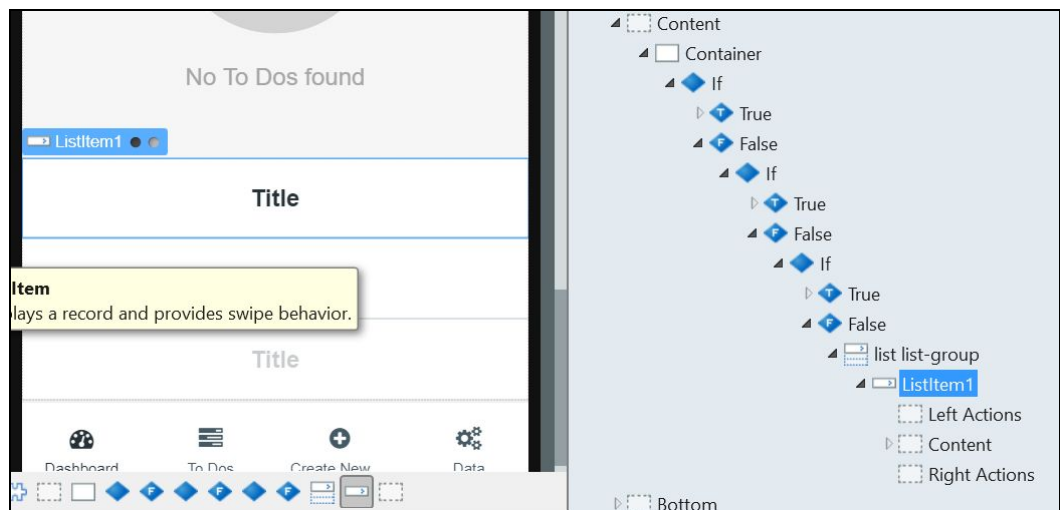 No To Dos found
ListItem1
Title
Item
lays a record and provides swipe behavior.
Title
Dashboard
To Dos
Create New
Data
Content
Container
If
T True
F False
If
T True
F False
If
T True
F False
list list-group
ListItem1
Left Actions
Content
Right Actions
Bottom
F F F